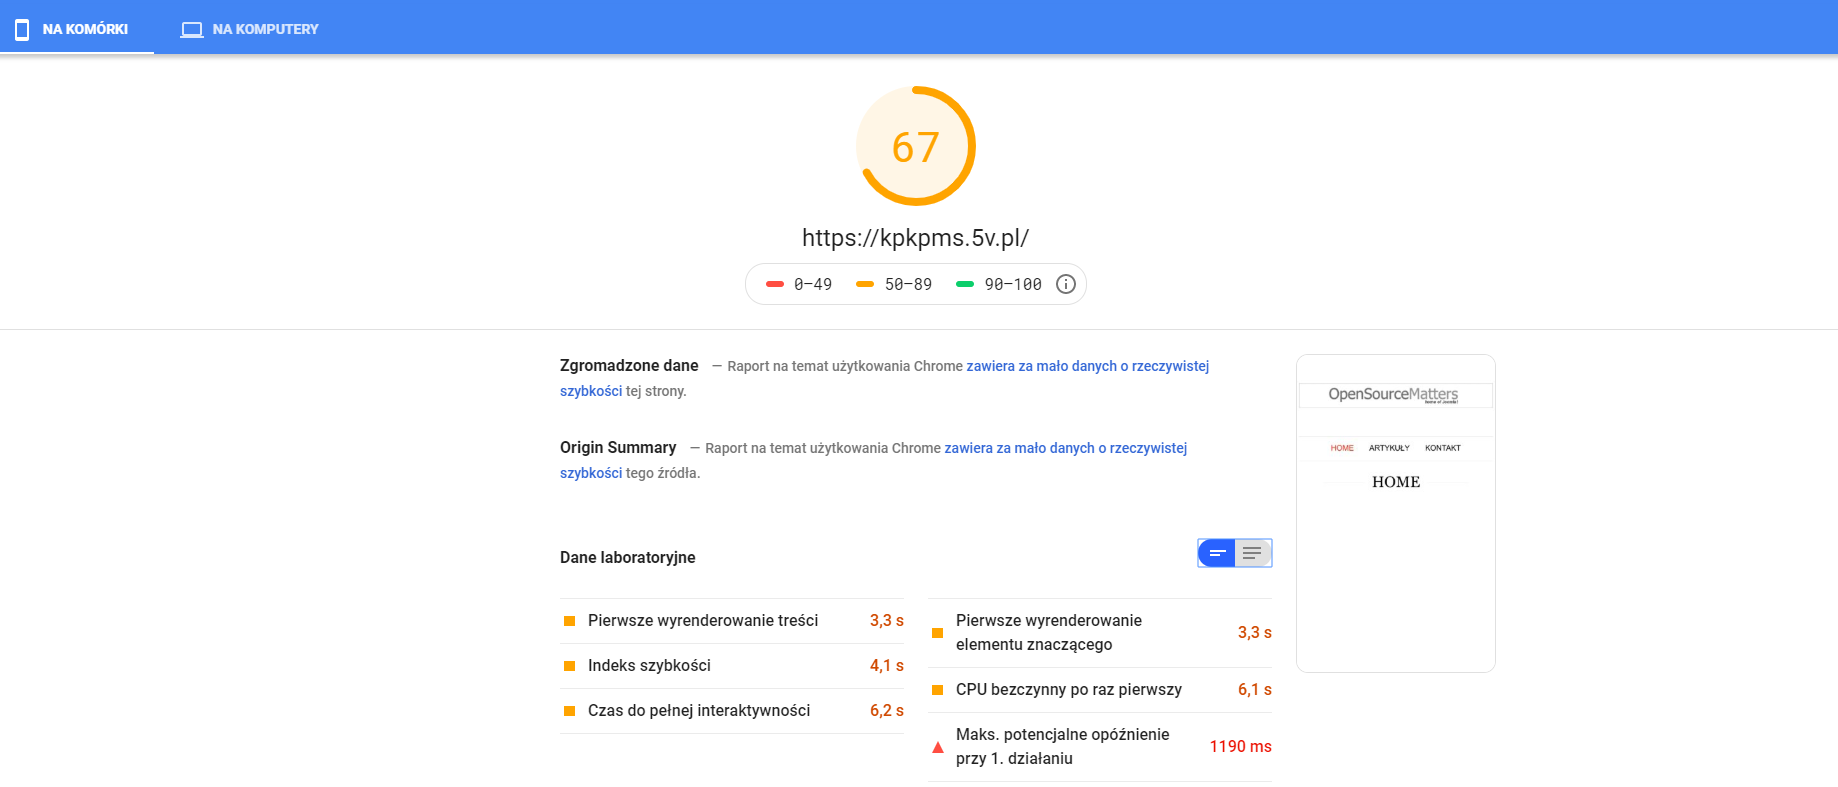 NA KOMÓRKI
NA KOMPUTERY
67
https://kpkpms.5v.pl/
0–49
50–89
90–100
Zgromadzone dane — Raport na temat użytkowania Chrome zawiera za mało danych o rzeczywistej
szybkości tej strony.
Origin Summary — Raport na temat użytkowania Chrome zawiera za mało danych o rzeczywistej
szybkości tego źródła.
Dane laboratoryjne
Pierwsze wyrenderowanie treści 3,3 s
Indeks szybkości 4,1 s
Czas do pełnej interaktywności 6,2 s
Pierwsze wyrenderowanie
elementu znaczącego 3,3 s
CPU bezczynny po raz pierwszy 6,1 s
Maks. potencjalne opóźnienie
przy 1. działaniu 1190 ms
OpenSourceMatters
home of Joomla!
HOME ARTYKUŁY KONTAKT
HOME